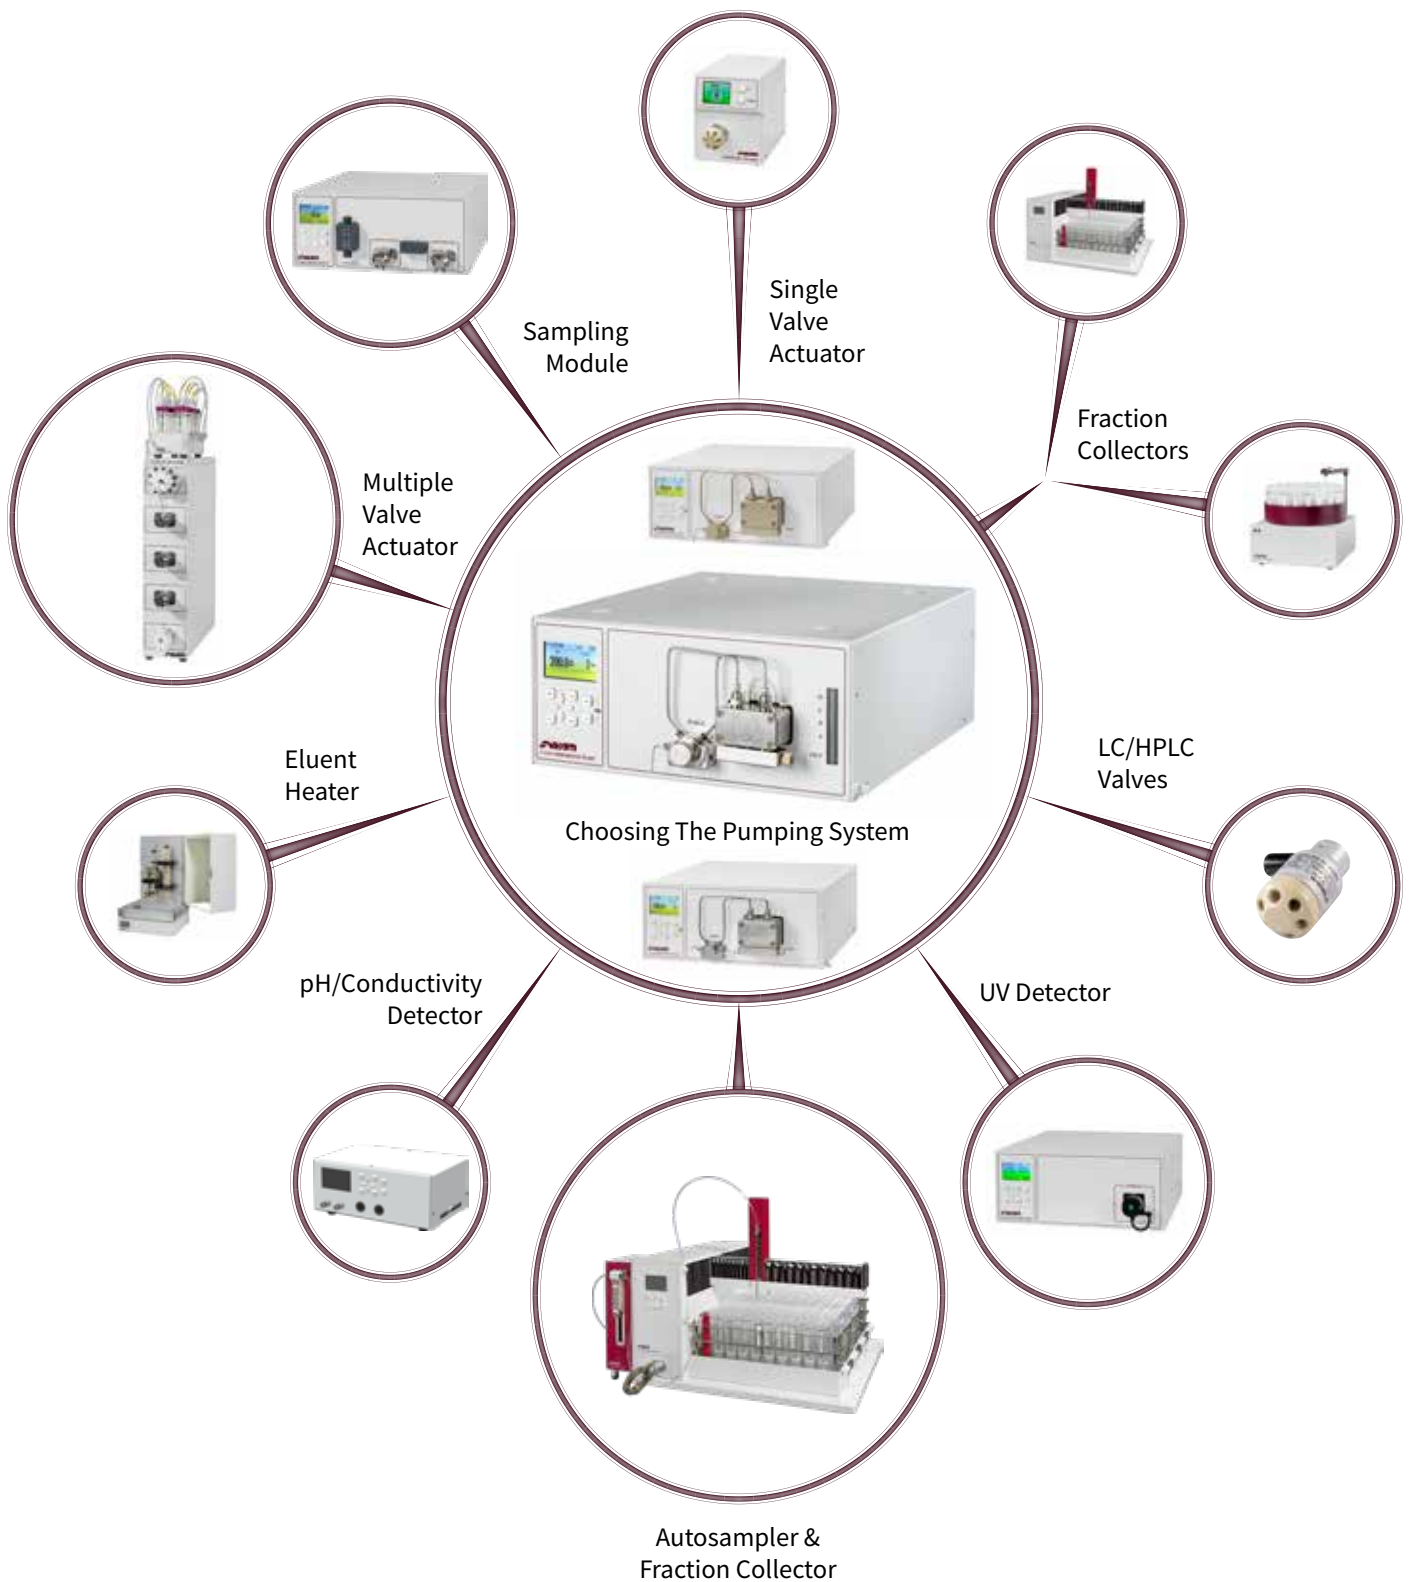 Single
Valve
Actuator
Sampling
Module
Fraction
Collectors
Multiple
Valve
Actuator
LC/HPLC
Valves
Eluent
Heater
Choosing The Pumping System
pH/Conductivity
Detector
UV Detector
Autosampler &
Fraction Collector